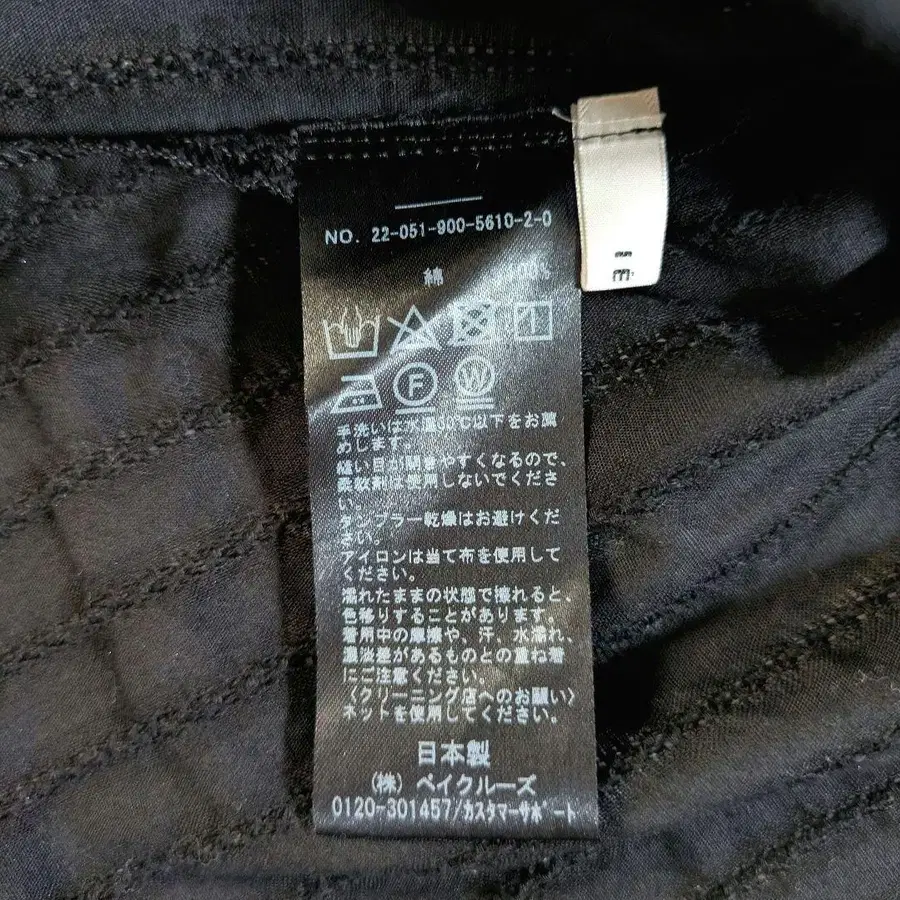 NO. 22-051-900-5610-2-0
綿 100%
F W
手洗いは水温30℃以下をお薦
めします。
縫い目が開きやすくなるので、
柔軟剤は使用しないでくださ
い。
タンブラー乾燥はお避けくだ
さい。
アイロンは当て布を使用して
ください。
濡れたままの状態で擦れると、
色移りすることがあります。
着用中の摩擦や、汗、水濡れ、
濃淡差があるものとの重ね着
にご注意ください。
〈クリーニング店へのお願い〉
ネットを使用してください。
日本製
(株) ベイクルーズ
0120-301457/カスタマーサポート